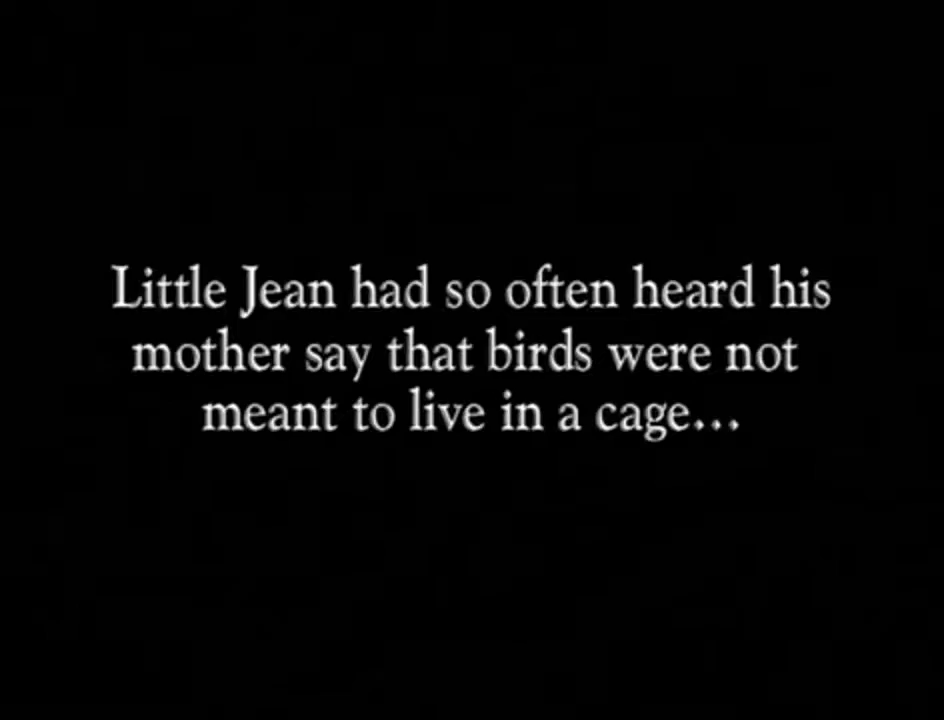 Little Jean had so often heard his
mother say that birds were not
meant to live in a cage...